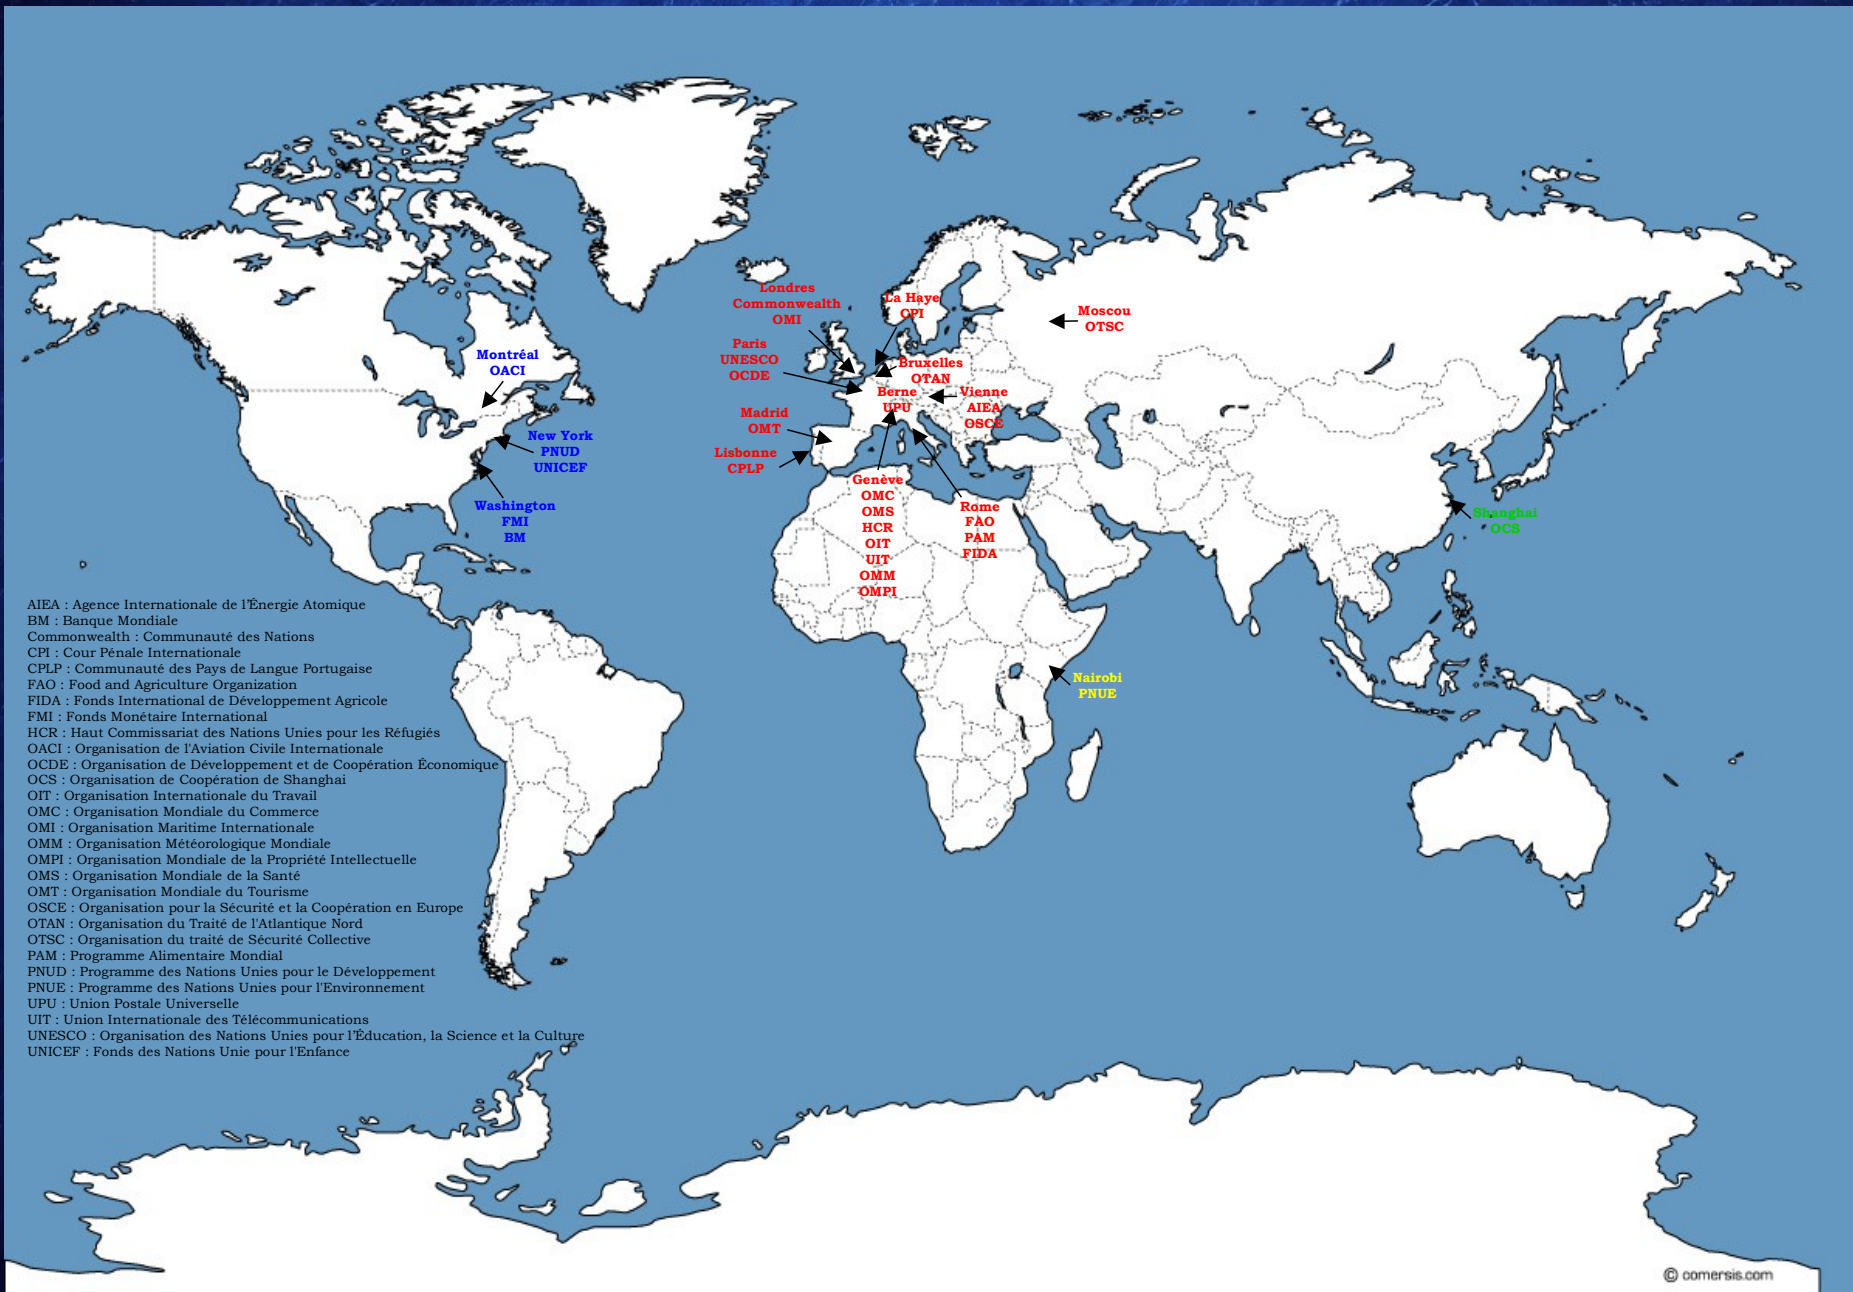 Londres
Commonwealth
OMI
La Haye
CPI
Moscou
OTSC
Paris
UNESCO
OCDE
Bruxelles
OTAN
Montréal
OACI
Berne
UPU
Vienne
AIEA
OSCE
Madrid
OMT
New York
PNUD
UNICEF
Lisbonne
CPLP
Genève
OMC
OMS
HCR
OIT
UIT
OMM
OMPI
Rome
FAO
PAM
FIDA
Washington
FMI
BM
Shanghai
OCS
Nairobi
PNUE
AIEA : Agence Internationale de l’Énergie Atomique
BM : Banque Mondiale
Commonwealth : Communauté des Nations
CPI : Cour Pénale Internationale
CPLP : Communauté des Pays de Langue Portugaise
FAO : Food and Agriculture Organization
FIDA : Fonds International de Développement Agricole
FMI : Fonds Monétaire International
HCR : Haut Commissariat des Nations Unies pour les Réfugiés
OACI : Organisation de l'Aviation Civile Internationale
OCDE : Organisation de Développement et de Coopération Économique
OCS : Organisation de Coopération de Shanghai
OIT : Organisation Internationale du Travail
OMC : Organisation Mondiale du Commerce
OMI : Organisation Maritime Internationale
OMM : Organisation Météorologique Mondiale
OMPI : Organisation Mondiale de la Propriété Intellectuelle
OMS : Organisation Mondiale de la Santé
OMT : Organisation Mondiale du Tourisme
OSCE : Organisation pour la Sécurité et la Coopération en Europe
OTAN : Organisation du Traité de l'Atlantique Nord
OTSC : Organisation du traité de Sécurité Collective
PAM : Programme Alimentaire Mondial
PNUD : Programme des Nations Unies pour le Développement
PNUE : Programme des Nations Unies pour l'Environnement
UPU : Union Postale Universelle
UIT : Union Internationale des Télécommunications
UNESCO : Organisation des Nations Unies pour l’Éducation, la Science et la Culture
UNICEF : Fonds des Nations Unie pour l'Enfance
© comersis.com